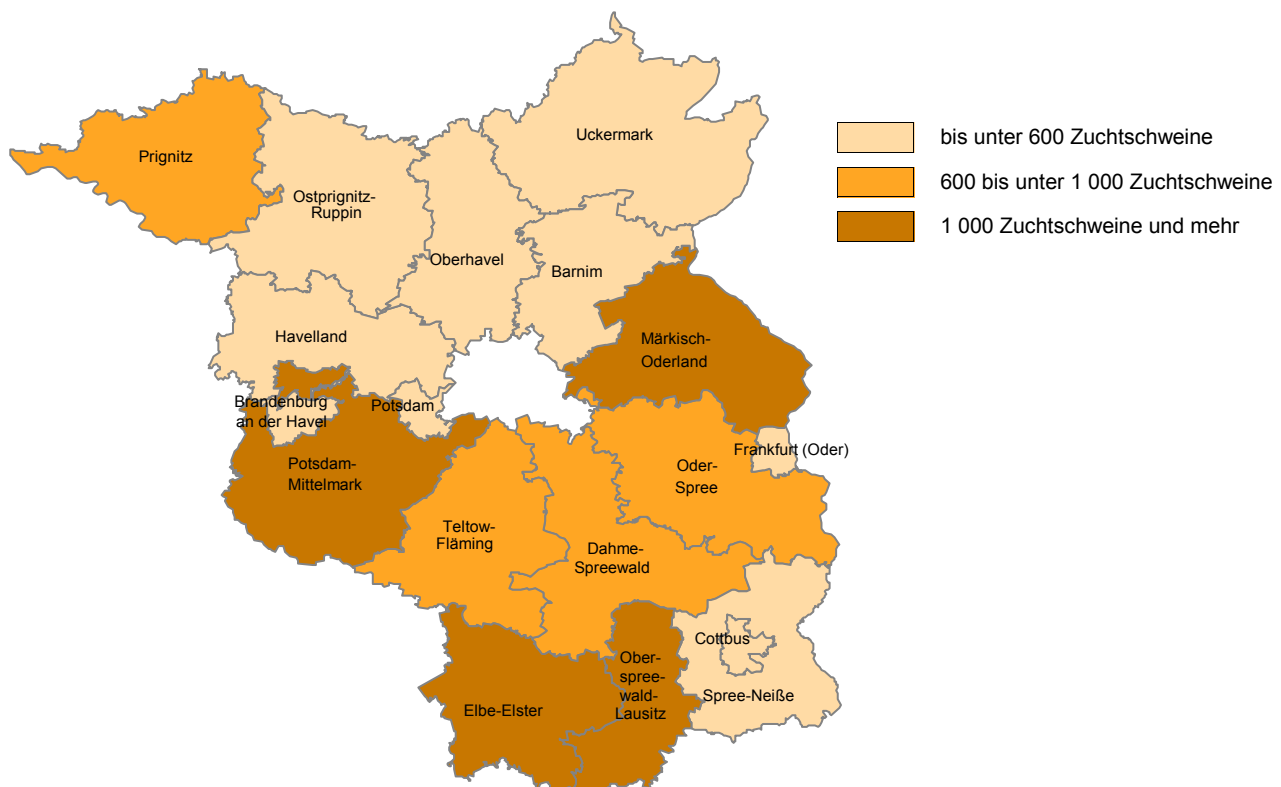 Uckermark
Prignitz
Ostprignitz-
Ruppin
Oberhavel
Barnim
Havelland
Märkisch-
Oderland
Brandenburg
an der Havel
Potsdam
Frankfurt (Oder)
Potsdam-
Mittelmark
Oder-
Spree
Teltow-
Fläming
Dahme-
Spreewald
Cottbus
Ober-
spree-
wald-
Lausitz
Spree-Neiße
Elbe-Elster
bis unter 600 Zuchtschweine
600 bis unter 1 000 Zuchtschweine
1 000 Zuchtschweine und mehr